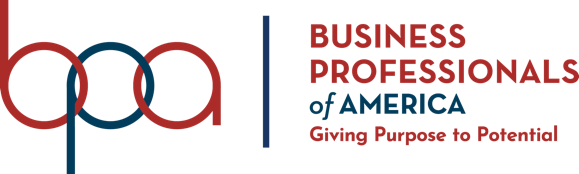 bpa
BUSINESS
PROFESSIONALS
of AMERICA
Giving Purpose to Potential